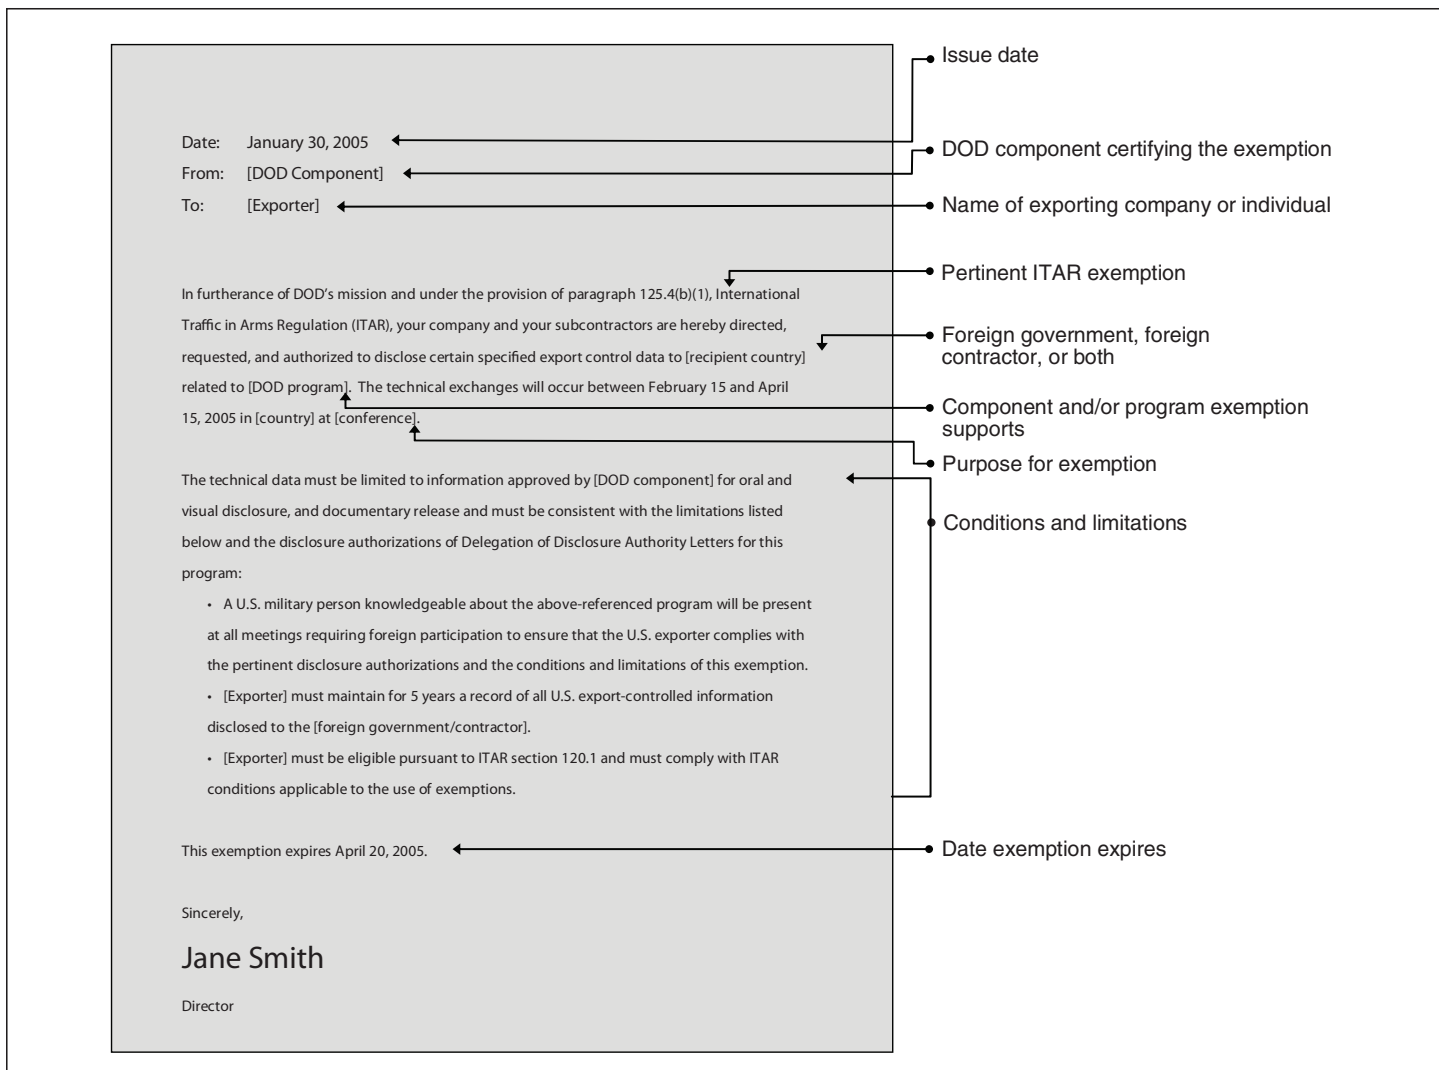 Issue date
Date: January 30, 2005
From: [DOD Component]
DOD component certifying the exemption
To: [Exporter]
Name of exporting company or individual
Pertinent ITAR exemption
In furtherance of DOD's mission and under the provision of paragraph 125.4(b)(1), International
Traffic in Arms Regulation (ITAR), your company and your subcontractors are hereby directed,
requested, and authorized to disclose certain specified export control data to [recipient country]
related to [DOD program]. The technical exchanges will occur between February 15 and April
15, 2005 in [country] at [conference].
Foreign government, foreign
contractor, or both
Component and/or program exemption
supports
Purpose for exemption
The technical data must be limited to information approved by [DOD component] for oral and
visual disclosure, and documentary release and must be consistent with the limitations listed
below and the disclosure authorizations of Delegation of Disclosure Authority Letters for this
program:
• A U.S. military person knowledgeable about the above-referenced program will be present
at all meetings requiring foreign participation to ensure that the U.S. exporter complies with
the pertinent disclosure authorizations and the conditions and limitations of this exemption.
• [Exporter] must maintain for 5 years a record of all U.S. export-controlled information
disclosed to the [foreign government/contractor].
• [Exporter] must be eligible pursuant to ITAR section 120.1 and must comply with ITAR
conditions applicable to the use of exemptions.
Conditions and limitations
This exemption expires April 20, 2005.
Date exemption expires
Sincerely,
Jane Smith
Director